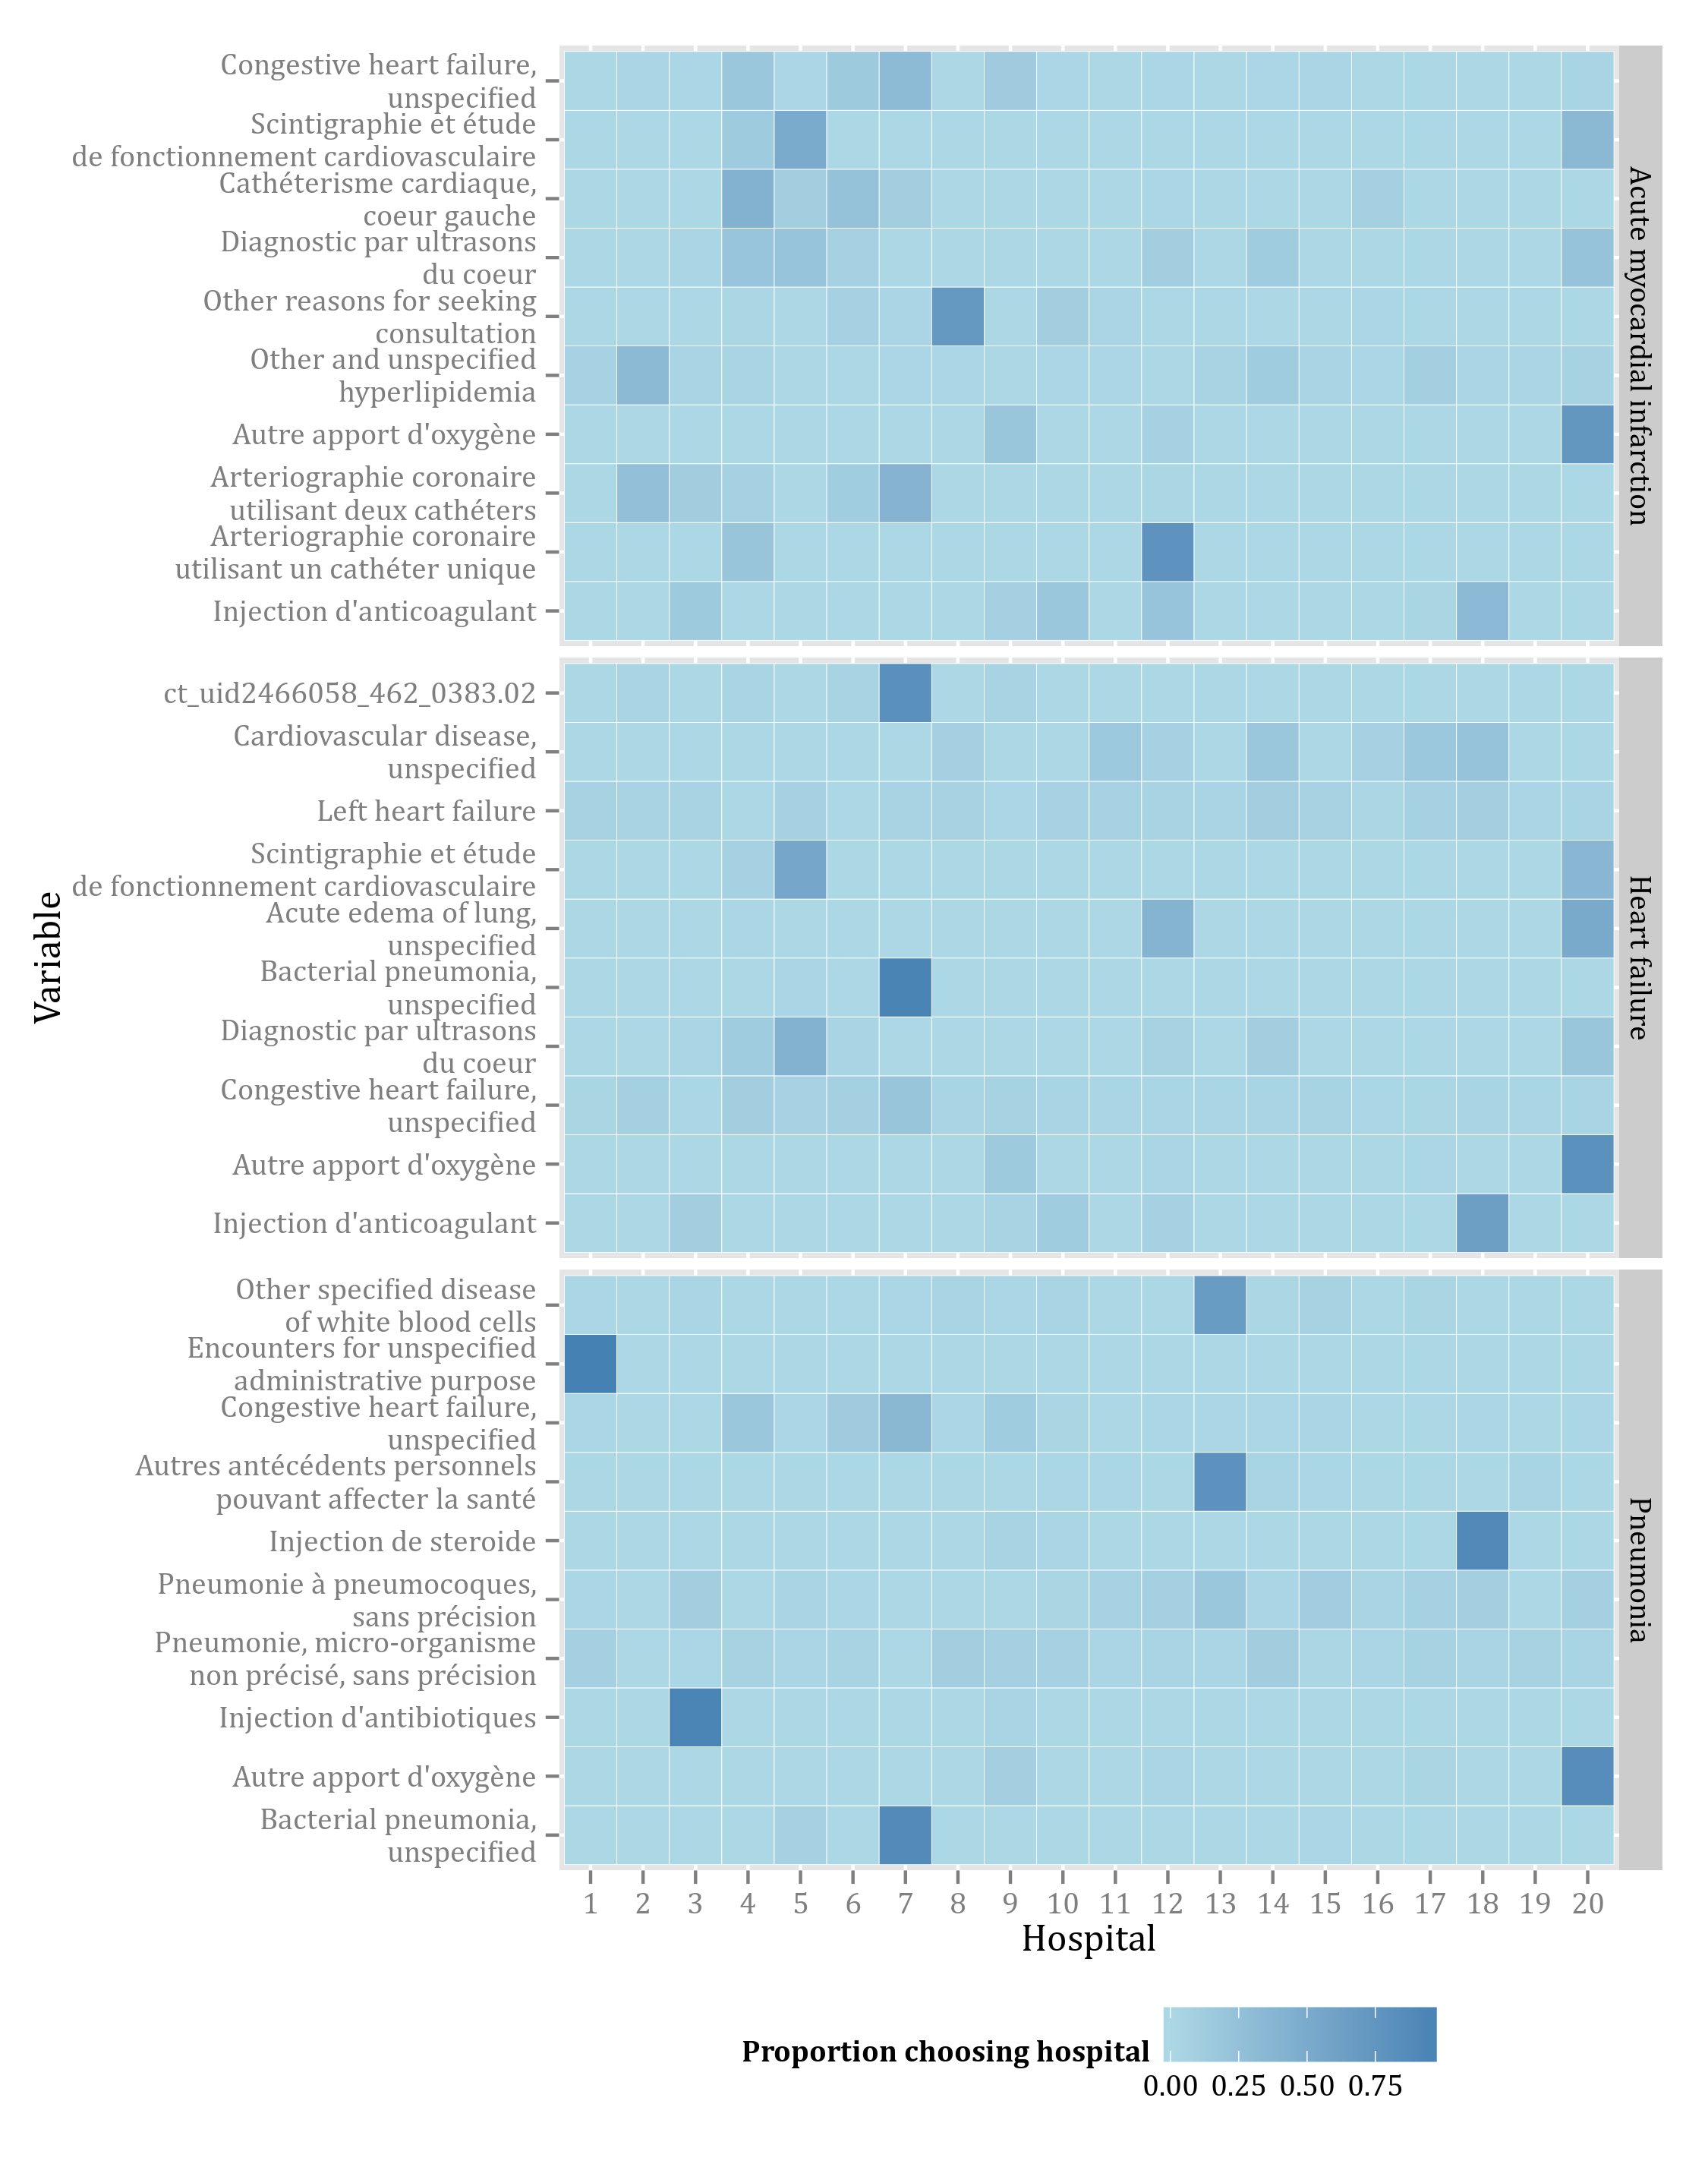 Congestive heart failure,
unspecified
Scintigraphie et étude
de fonctionnement cardiovasculaire
Cathéterisme cardiaque,
coeur gauche
Diagnostic par ultrasons
du coeur
Other reasons for seeking
consultation
Other and unspecified
hyperlipidemia
Autre apport d'oxygène
Arteriographie coronaire
utilisant deux cathéters
Arteriographie coronaire
utilisant un cathéter unique
Injection d'anticoagulant
Acute myocardial infarction
ct_uid2466058_462_0383.02
Cardiovascular disease,
unspecified
Left heart failure
Scintigraphie et étude
de fonctionnement cardiovasculaire
Acute edema of lung,
unspecified
Bacterial pneumonia,
unspecified
Diagnostic par ultrasons
du coeur
Congestive heart failure,
unspecified
Autre apport d'oxygène
Injection d'anticoagulant
Heart failure
Variable
Other specified disease
of white blood cells
Encounters for unspecified
administrative purpose
Congestive heart failure,
unspecified
Autres antécédents personnels
pouvant affecter la santé
Injection de steroide
Pneumonie à pneumocoques,
sans précision
Pneumonie, micro-organisme
non précisé, sans précision
Injection d'antibiotiques
Autre apport d'oxygène
Bacterial pneumonia,
unspecified
Pneumonia
1 2 3 4 5 6 7 8 9 10 11 12 13 14 15 16 17 18 19 20
Hospital
Proportion choosing hospital
0.00 0.25 0.50 0.75